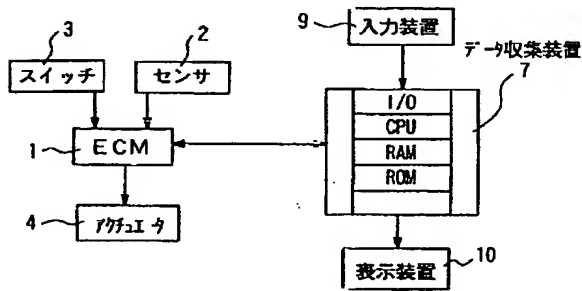 3
スイッチ
2
センサ
1
ECM
4
アクチュエータ
9
入力装置
データ収集装置
7
I/O
CPU
RAM
ROM
表示装置
10